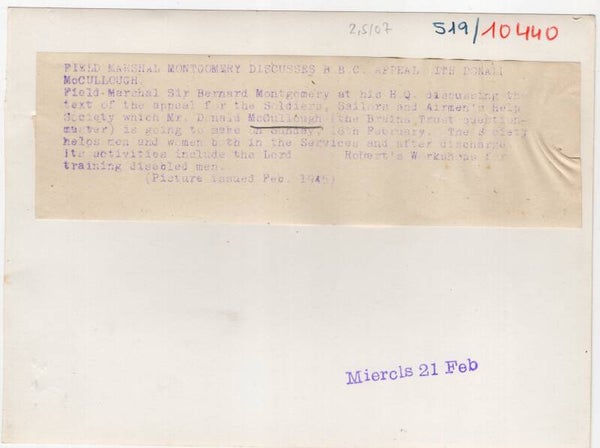 2,5/07
519/10440
FIELD MARSHAL MONTGOMERY DISCUSSES B B C. APPEAL ITH DONALD
McCULLOUGH
Field-Marshal Sir Bernard Montgomery at his H.Q. discussing the
text of the appeal for the Soldiers, Sailors and Airmen's Help
Society which Mr. Donald McCullough (the Brains Trust question-
master) is going to make on Sunday, 18th February. The Society
helps men and women both in the Services and after discharge
its activities include the Lord Robert's Workshops for
training disabled men.
(Picture issued Feb. 1945)
Miercls 21 Feb